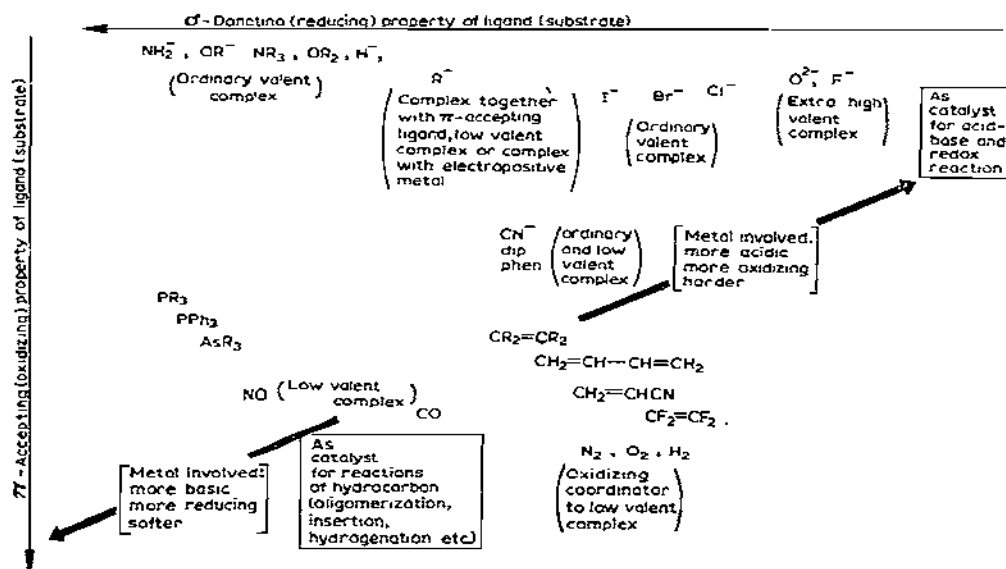 σ - Donating (reducing) property of ligand (substrate)
π - Accepting (oxidizing) property of ligand (substrate)
NH₂⁻, OR⁻ NR₃, OR₂, H⁻,
(Ordinary valent
complex)
R⁻
(Complex together
with π-accepting
ligand, low valent
complex or complex
with electropositive
metal)
I⁻ Br⁻ Cl⁻
(Ordinary
valent
complex)
O²⁻, F⁻
(Extra high
valent
complex)
As
catalyst
for acid-
base and
redox
reaction
CN⁻
dip
phen
(ordinary
and low
valent
complex)
[Metal involved:
more acidic
more oxidizing
harder]
PR₃
PPh₃
AsR₃
CR₂=CR₂
CH₂=CH-CH=CH₂
CH₂=CHCN
CF₂=CF₂.
NO (Low valent
complex) CO
N₂, O₂, H₂
(Oxidizing
coordinator
to low valent
complex)
[Metal involved:
more basic
more reducing
softer]
As
catalyst
for reactions
of hydrocarbon
(oligomerization,
insertion,
hydrogenation etc)